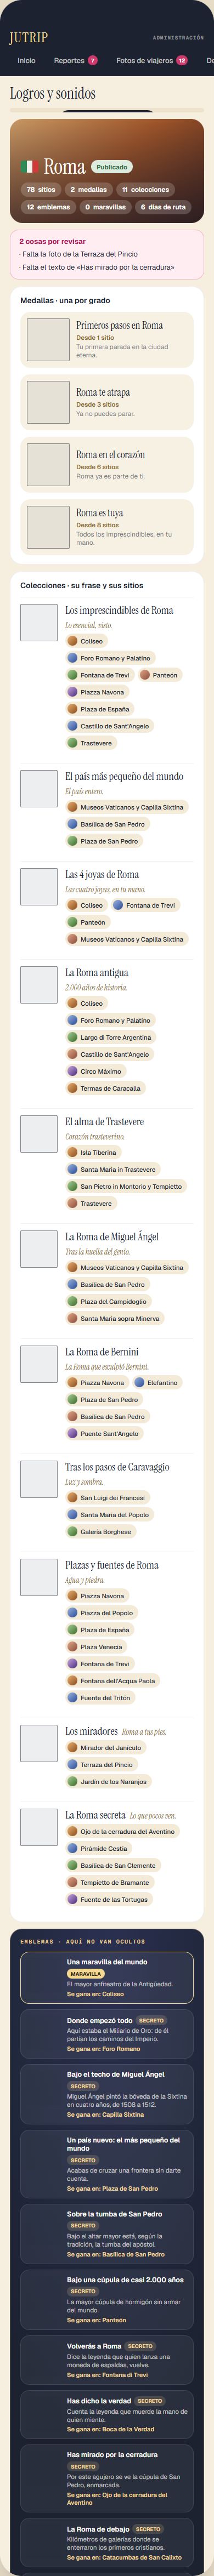 JUTRIP
ADMINISTRACIÓN
Inicio
Reportes 7
Fotos de viajeros 12
De
Logros y sonidos
Roma Publicado
78 sitios
2 medallas
11 colecciones
12 emblemas
0 maravillas
6 días de ruta
2 cosas por revisar
· Falta la foto de la Terraza del Pincio
· Falta el texto de «Has mirado por la cerradura»
Medallas · una por grado
Primeros pasos en Roma
Desde 1 sitio
Tu primera parada en la ciudad
eterna.
Roma te atrapa
Desde 3 sitios
Ya no puedes parar.
Roma en el corazón
Desde 6 sitios
Roma ya es parte de ti.
Roma es tuya
Desde 8 sitios
Todos los imprescindibles, en tu
mano.
Colecciones · su frase y sus sitios
Los imprescindibles de Roma
Lo esencial, visto.
Coliseo
Foro Romano y Palatino
Fontana de Trevi
Panteón
Piazza Navona
Plaza de España
Castillo de Sant'Angelo
Trastevere
El país más pequeño del mundo
El país entero.
Museos Vaticanos y Capilla Sixtina
Basílica de San Pedro
Plaza de San Pedro
Las 4 joyas de Roma
Las cuatro joyas, en tu mano.
Coliseo
Fontana de Trevi
Panteón
Museos Vaticanos y Capilla Sixtina
La Roma antigua
2.000 años de historia.
Coliseo
Foro Romano y Palatino
Largo di Torre Argentina
Castillo de Sant'Angelo
Circo Máximo
Termas de Caracalla
El alma de Trastevere
Corazón trasteverino.
Isla Tiberina
Santa Maria in Trastevere
San Pietro in Montorio y Tempietto
Trastevere
La Roma de Miguel Ángel
Tras la huella del genio.
Museos Vaticanos y Capilla Sixtina
Basílica de San Pedro
Plaza del Campidoglio
Santa Maria sopra Minerva
La Roma de Bernini
La Roma que esculpió Bernini.
Piazza Navona
Elefantino
Plaza de San Pedro
Basílica de San Pedro
Puente Sant'Angelo
Tras los pasos de Caravaggio
Luz y sombra.
San Luigi dei Francesi
Santa Maria del Popolo
Galería Borghese
Plazas y fuentes de Roma
Agua y piedra.
Piazza Navona
Piazza del Popolo
Plaza de España
Plaza Venecia
Fontana de Trevi
Fontana dell'Acqua Paola
Fuente del Tritón
Los miradores Roma a tus pies.
Mirador del Janículo
Terraza del Pincio
Jardín de los Naranjos
La Roma secreta Lo que pocos ven.
Ojo de la cerradura del Aventino
Pirámide Cestia
Basílica de San Clemente
Tempietto de Bramante
Fuente de las Tortugas
EMBLEMAS · AQUÍ NO VAN OCULTOS
Una maravilla del mundo
MARAVILLA
El mayor anfiteatro de la Antigüedad.
Se gana en: Coliseo
Donde empezó todo SECRETO
Aquí estaba el Miliario de Oro: de él
partían los caminos del Imperio.
Se gana en: Foro Romano
Bajo el techo de Miguel Ángel
SECRETO
Miguel Ángel pintó la bóveda de la Sixtina
en cuatro años, de 1508 a 1512.
Se gana en: Capilla Sixtina
Un país nuevo: el más pequeño del
mundo
SECRETO
Acabas de cruzar una frontera sin darte
cuenta.
Se gana en: Plaza de San Pedro
Sobre la tumba de San Pedro
SECRETO
Bajo el altar mayor está, según la
tradición, la tumba del apóstol.
Se gana en: Basílica de San Pedro
Bajo una cúpula de casi 2.000 años
SECRETO
La mayor cúpula de hormigón sin armar
del mundo.
Se gana en: Panteón
Volverás a Roma SECRETO
Dice la leyenda que quien lanza una
moneda de espaldas, vuelve.
Se gana en: Fontana di Trevi
Has dicho la verdad SECRETO
Cuenta la leyenda que muerde la mano de
quien miente.
Se gana en: Boca de la Verdad
Has mirado por la cerradura
SECRETO
Por este agujero se ve la cúpula de San
Pedro, enmarcada.
Se gana en: Ojo de la cerradura del
Aventino
La Roma de debajo SECRETO
Kilómetros de galerías donde se
enterraron los primeros cristianos.
Se gana en: Catacumbas de San Calixto